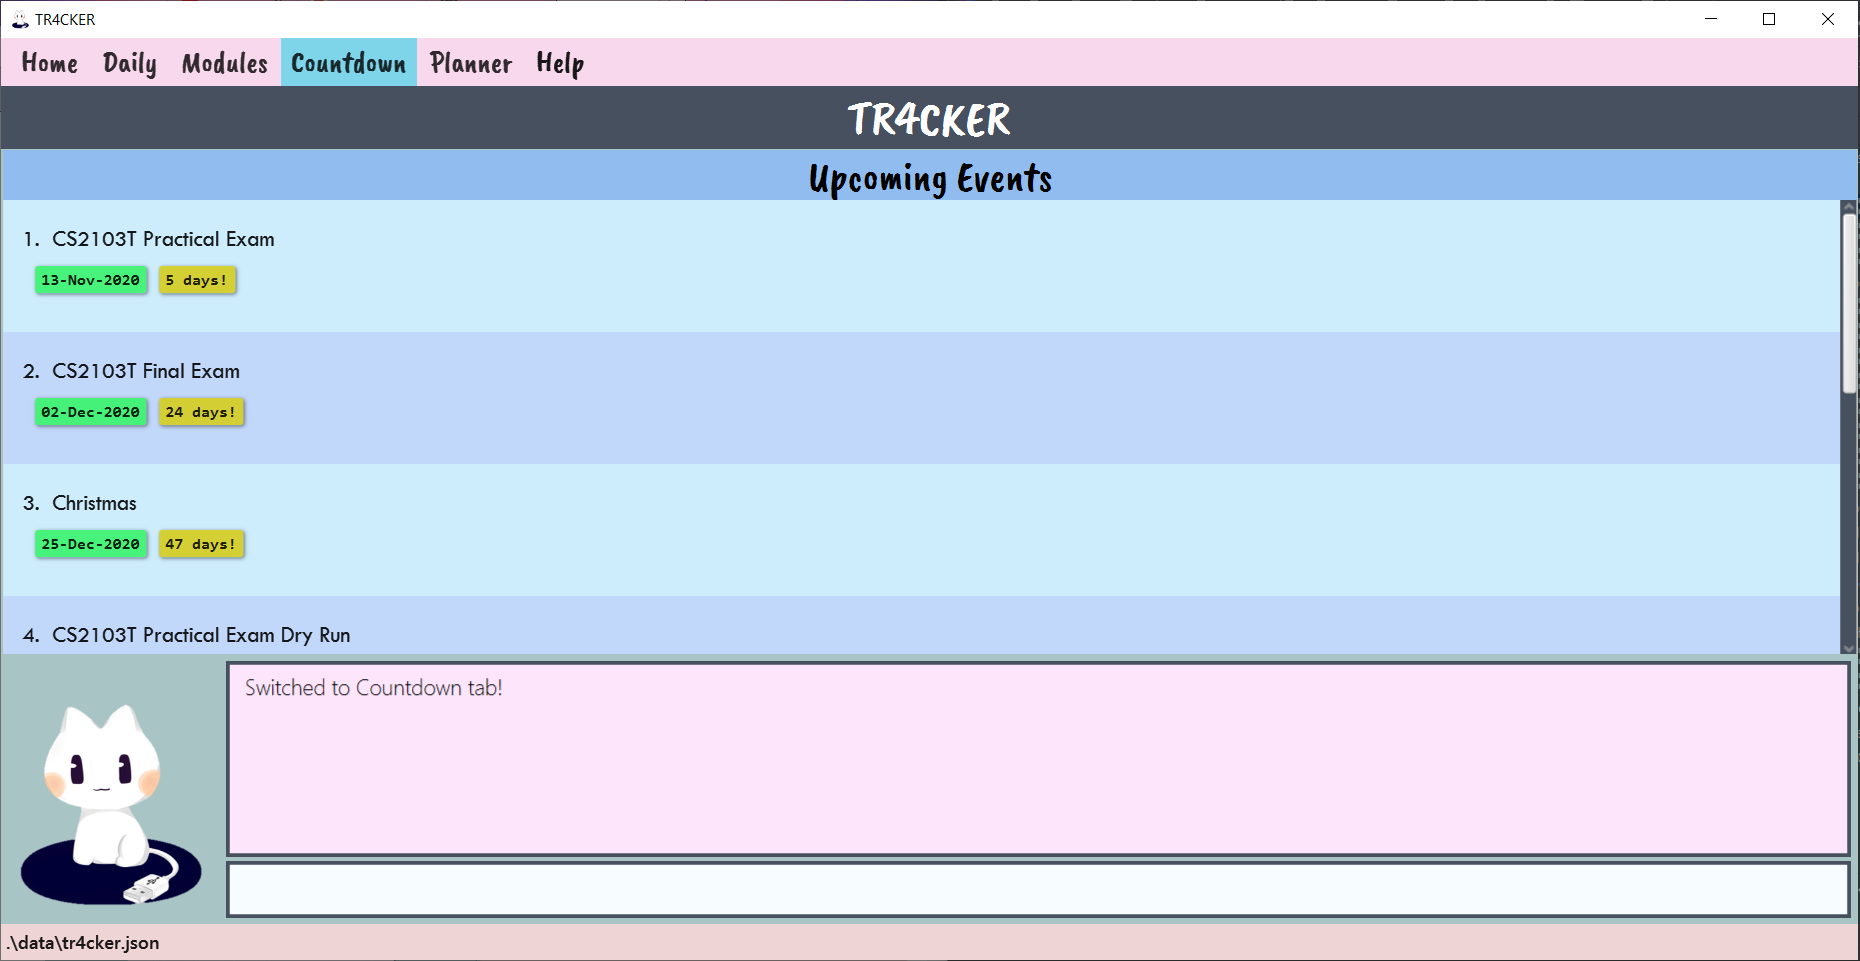 TR4CKER
Home Daily Modules Countdown Planner Help
TR4CKER
Upcoming Events
1. CS2103T Practical Exam
13-Nov-2020 5 days!
2. CS2103T Final Exam
02-Dec-2020 24 days!
3. Christmas
25-Dec-2020 47 days!
4. CS2103T Practical Exam Dry Run
Switched to Countdown tab!
.\data\tr4cker.json